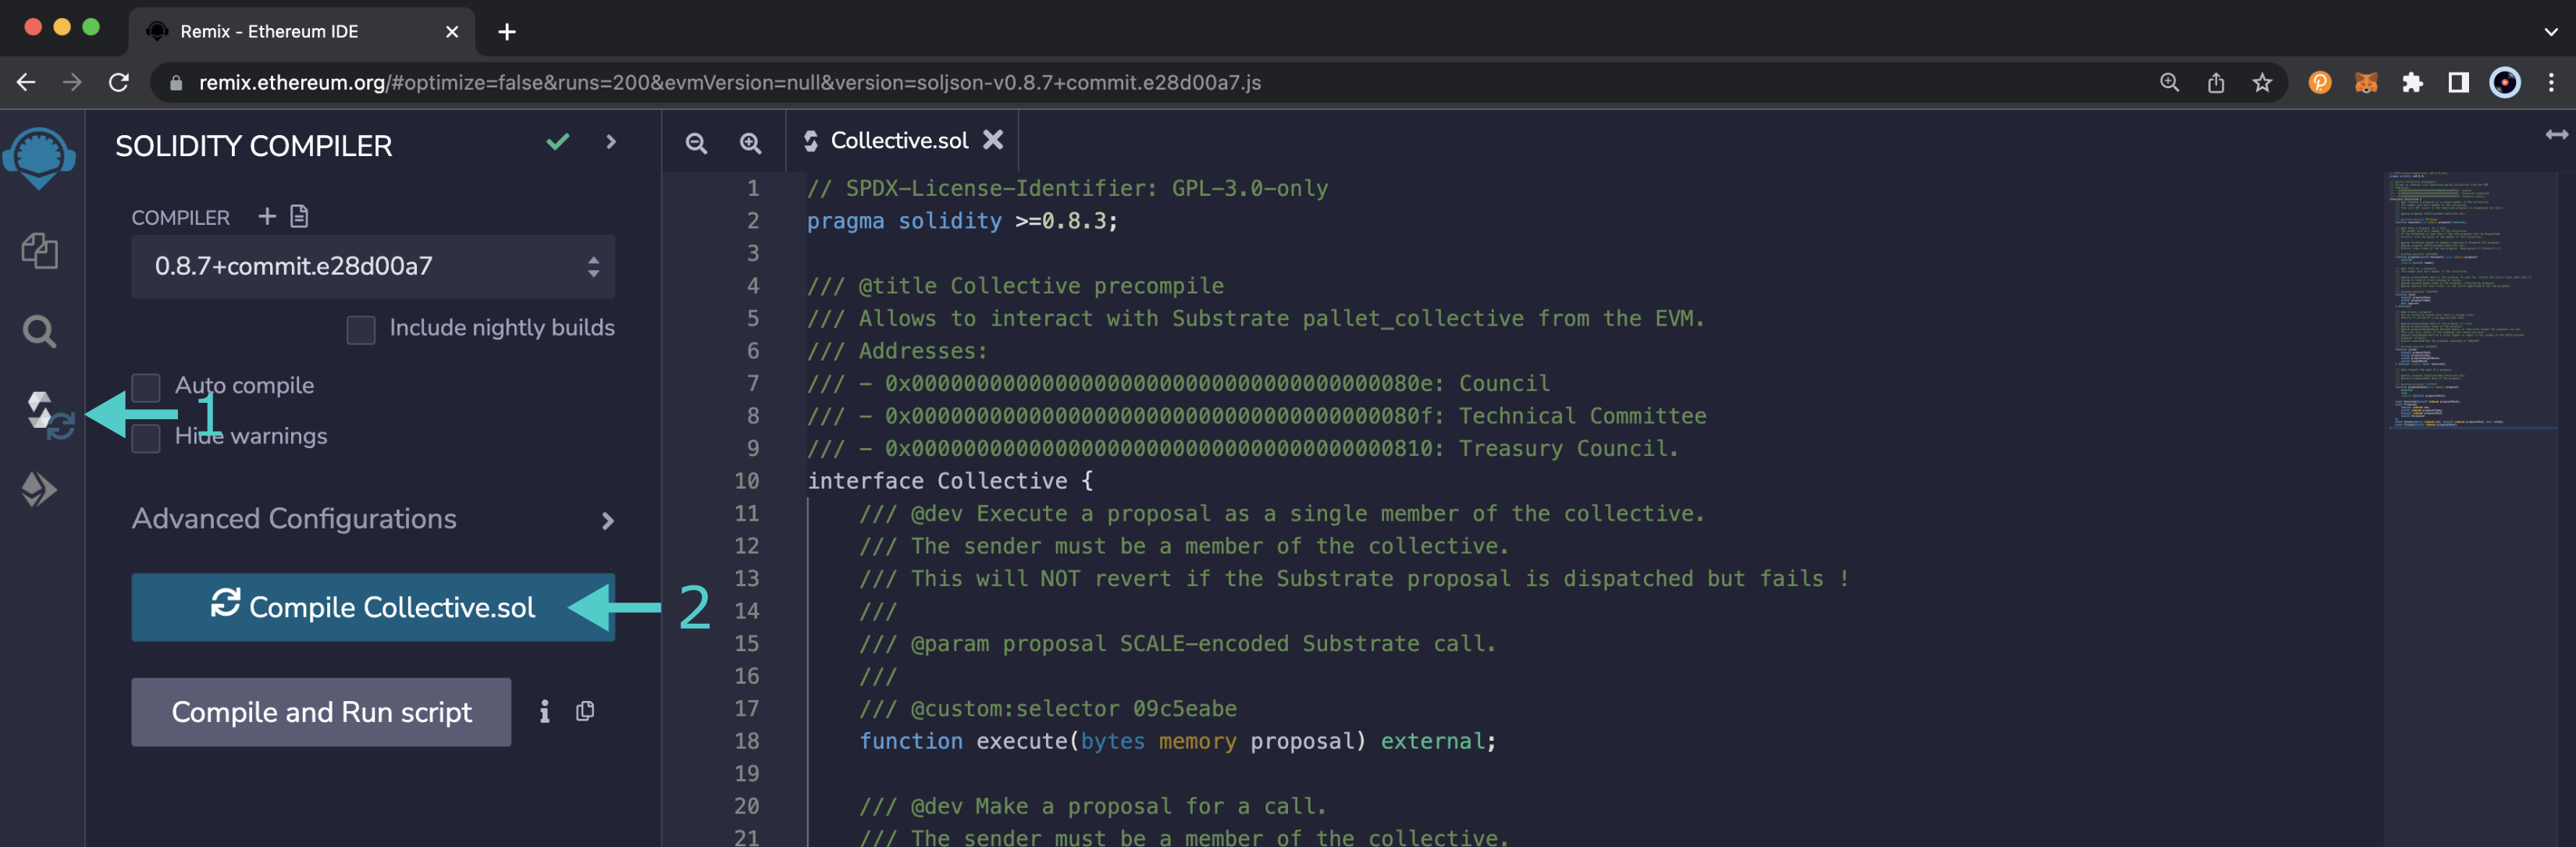 Remix - Ethereum IDE
remix.ethereum.org/#optimize=false&runs=200&evmVersion=null&version=soljson-v0.8.7+commit.e28d00a7.js
SOLIDITY COMPILER
COMPILER
0.8.7+commit.e28d00a7
Include nightly builds
Auto compile
1
Hide warnings
Advanced Configurations
Compile Collective.sol
2
Compile and Run script
Collective.sol
1 // SPDX-License-Identifier: GPL-3.0-only
2 pragma solidity >=0.8.3;
3
4 /// @title Collective precompile
5 /// Allows to interact with Substrate pallet_collective from the EVM.
6 /// Addresses:
7 /// - 0x000000000000000000000000000000000000080e: Council
8 /// - 0x000000000000000000000000000000000000080f: Technical Committee
9 /// - 0x0000000000000000000000000000000000000810: Treasury Council.
10 interface Collective {
11 /// @dev Execute a proposal as a single member of the collective.
12 /// The sender must be a member of the collective.
13 /// This will NOT revert if the Substrate proposal is dispatched but fails !
14 ///
15 /// @param proposal SCALE-encoded Substrate call.
16 ///
17 /// @custom:selector 09c5eabe
18 function execute(bytes memory proposal) external;
19
20 /// @dev Make a proposal for a call.
21 /// The sender must be a member of the collective.